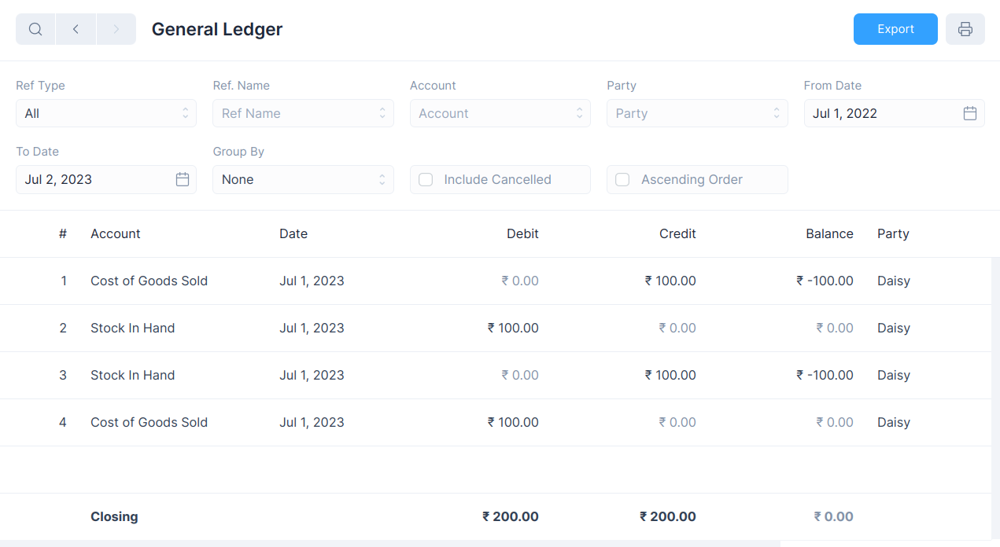 General Ledger Export
Ref Type Ref. Name Account Party From Date
All Ref Name Account Party Jul 1, 2022
To Date Group By
Jul 2, 2023 None Include Cancelled Ascending Order
# Account Date Debit Credit Balance Party
1 Cost of Goods Sold Jul 1, 2023 ₹ 0.00 ₹ 100.00 ₹ -100.00 Daisy
2 Stock In Hand Jul 1, 2023 ₹ 100.00 ₹ 0.00 ₹ 0.00 Daisy
3 Stock In Hand Jul 1, 2023 ₹ 0.00 ₹ 100.00 ₹ -100.00 Daisy
4 Cost of Goods Sold Jul 1, 2023 ₹ 100.00 ₹ 0.00 ₹ 0.00 Daisy
Closing ₹ 200.00 ₹ 200.00 ₹ 0.00